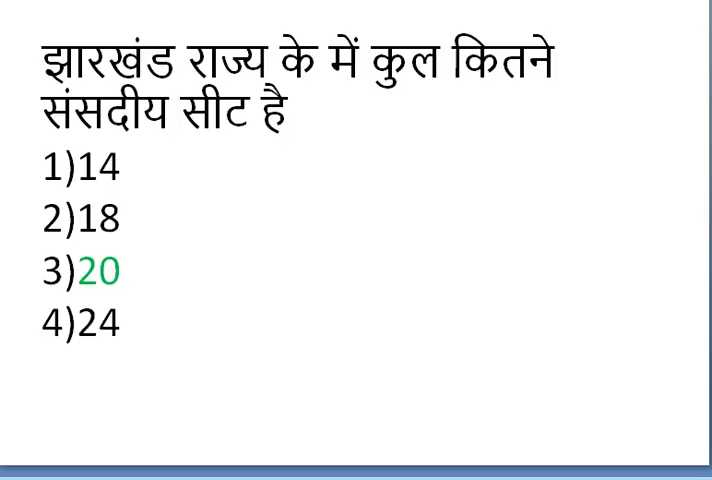 झारखंड राज्य के में कुल कितने
संसदीय सीट है
1)14
2)18
3)20
4)24